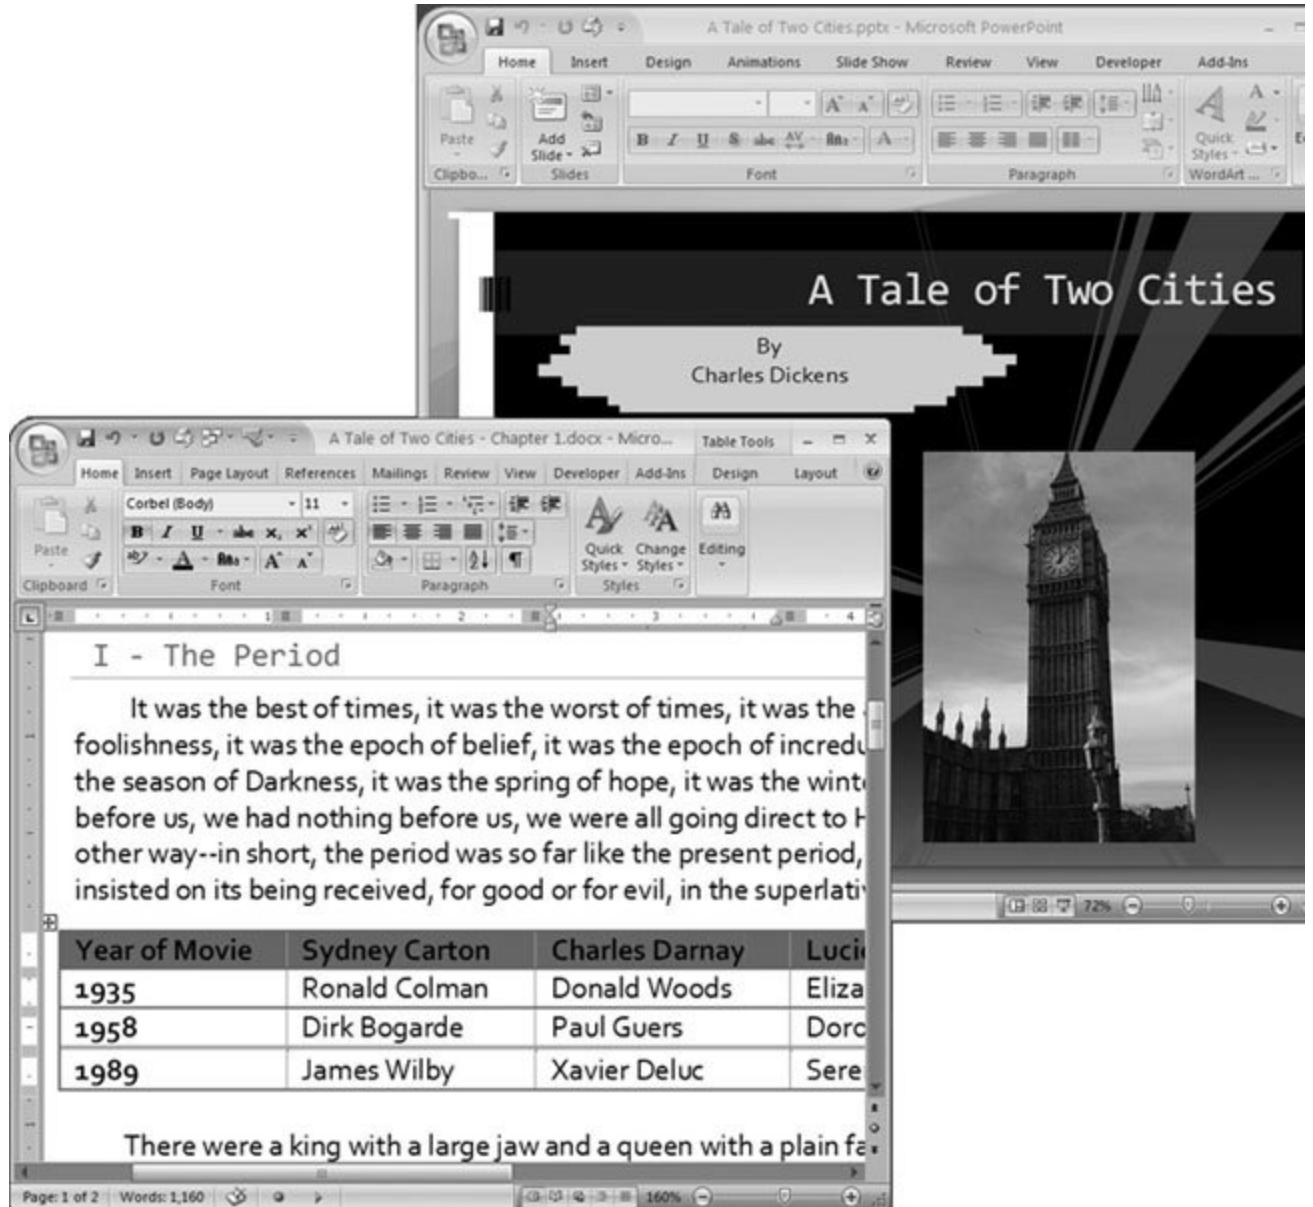 A Tale of Two Cities.pptx - Microsoft PowerPoint
Home Insert Design Animations Slide Show Review View Developer Add-Ins
Paste
Add Slide
Quick Styles
Clipbo... Slides Font Paragraph WordArt ...
A Tale of Two Cities
By
Charles Dickens
72%
A Tale of Two Cities - Chapter 1.docx - Micro... Table Tools
Home Insert Page Layout References Mailings Review View Developer Add-Ins Design Layout
Corbel (Body) 11
Paste
Quick Styles
Change Styles
Editing
Clipboard Font Paragraph Styles
1 2 3 4
I - The Period
It was the best of times, it was the worst of times, it was the
foolishness, it was the epoch of belief, it was the epoch of incredu
the season of Darkness, it was the spring of hope, it was the winte
before us, we had nothing before us, we were all going direct to H
other way--in short, the period was so far like the present period,
insisted on its being received, for good or for evil, in the superlativ
Year of Movie Sydney Carton Charles Darnay Lucie
1935 Ronald Colman Donald Woods Eliza
1958 Dirk Bogarde Paul Guers Doro
1989 James Wilby Xavier Deluc Sere
There were a king with a large jaw and a queen with a plain fa
Page: 1 of 2 Words: 1,160 160%